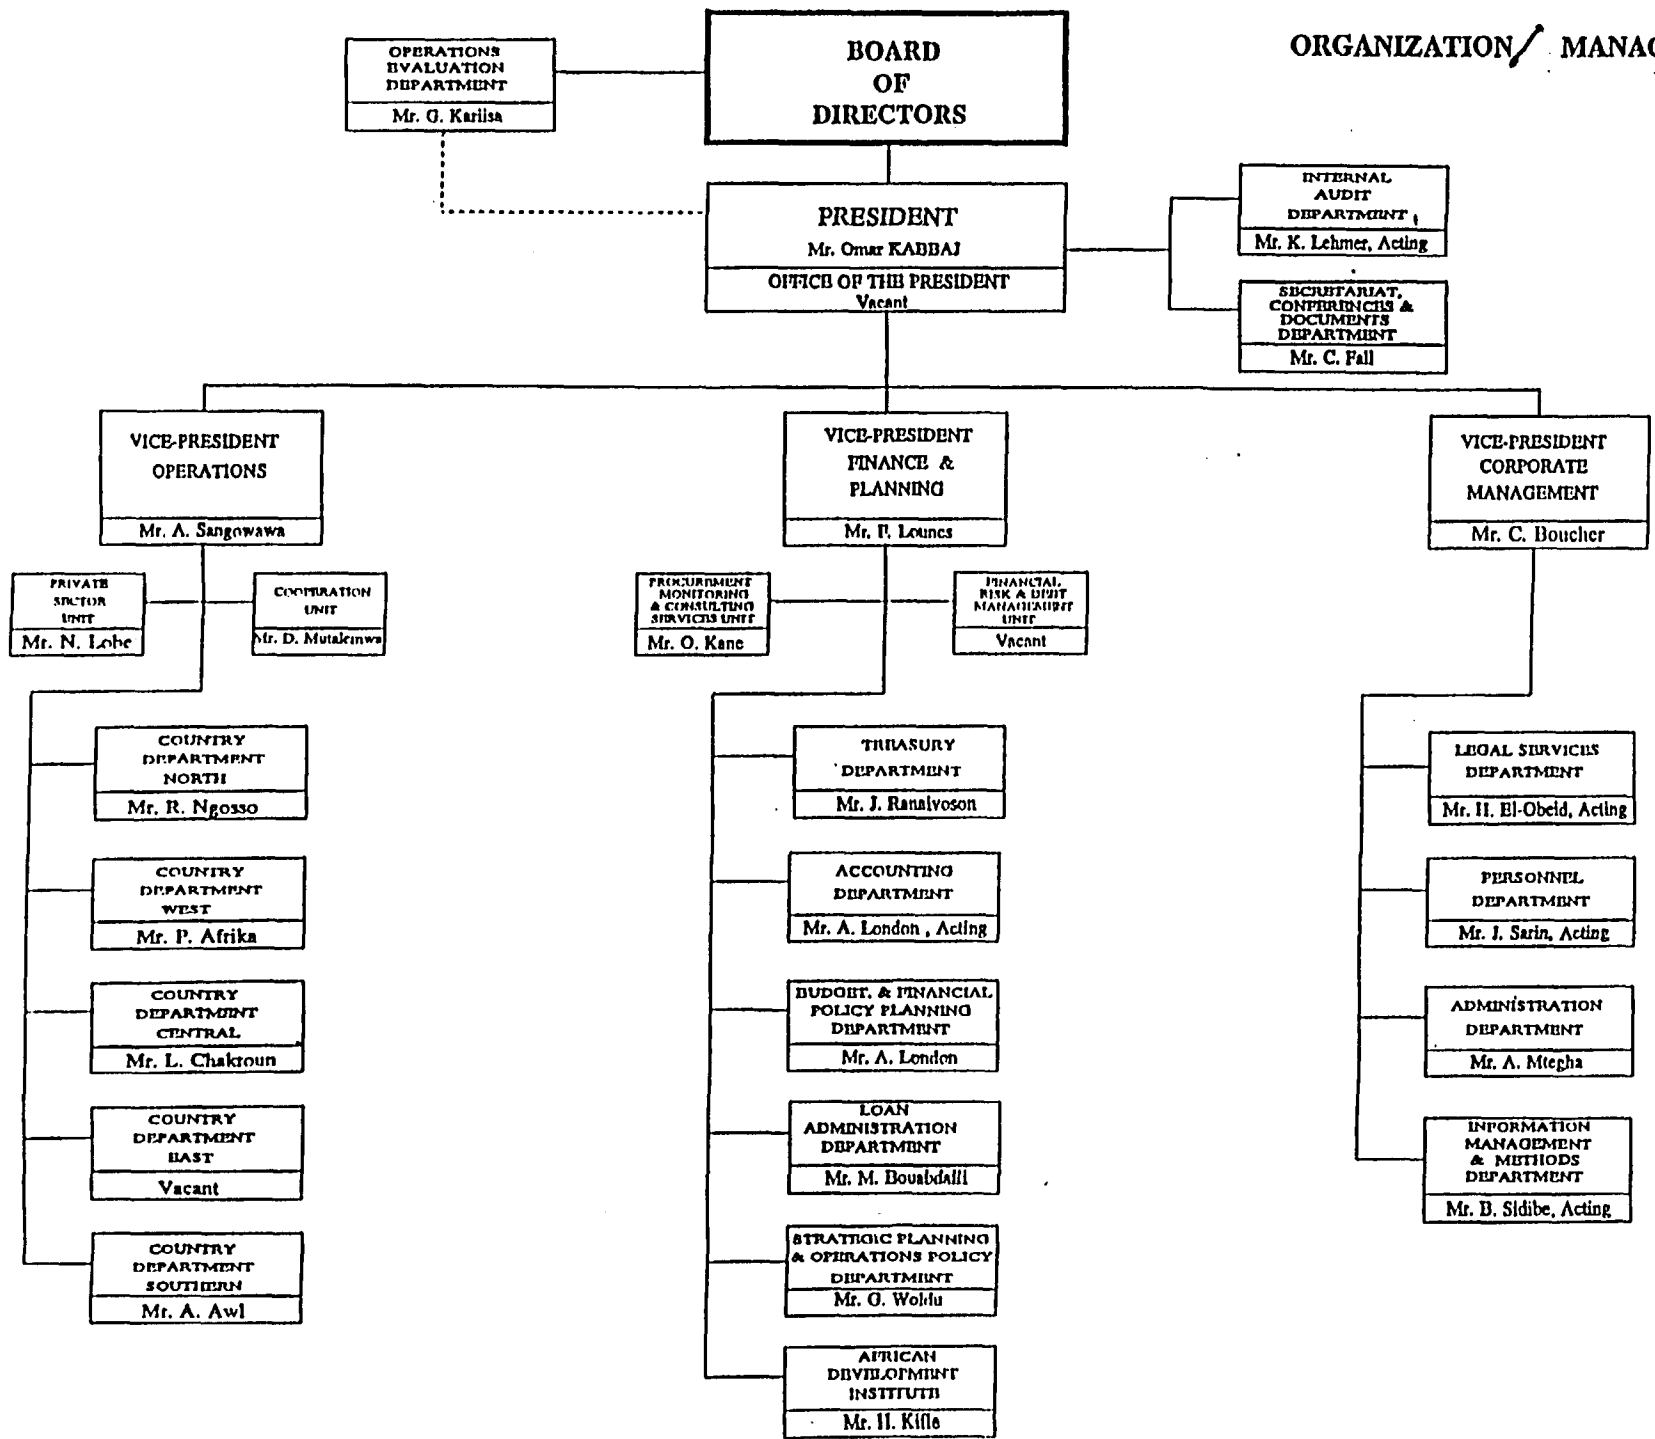 ORGANIZATION/ MANAG
OPERATIONS
EVALUATION
DEPARTMENT
Mr. G. Kariisa
BOARD
OF
DIRECTORS
PRESIDENT
Mr. Omar KABBAJ
OFFICE OF THE PRESIDENT
Vacant
INTERNAL
AUDIT
DEPARTMENT
Mr. K. Lehmer, Acting
SECRETARIAT,
CONFERENCES &
DOCUMENTS
DEPARTMENT
Mr. C. Fall
VICE-PRESIDENT
OPERATIONS
Mr. A. Sangowawa
VICE-PRESIDENT
FINANCE &
PLANNING
Mr. F. Lounes
VICE-PRESIDENT
CORPORATE
MANAGEMENT
Mr. C. Boucher
PRIVATE
SECTOR
UNIT
Mr. N. Lobe
COOPERATION
UNIT
Mr. D. Mutalemwa
PROCUREMENT
MONITORING
& CONSULTING
SERVICES UNIT
Mr. O. Kane
FINANCIAL
RISK & DEBT
MANAGEMENT
UNIT
Vacant
COUNTRY
DEPARTMENT
NORTH
Mr. R. Ngosso
COUNTRY
DEPARTMENT
WEST
Mr. P. Afrika
COUNTRY
DEPARTMENT
CENTRAL
Mr. L. Chakroun
COUNTRY
DEPARTMENT
EAST
Vacant
COUNTRY
DEPARTMENT
SOUTHERN
Mr. A. Awl
TREASURY
DEPARTMENT
Mr. J. Ranaivoson
ACCOUNTING
DEPARTMENT
Mr. A. London , Acting
BUDGET, & FINANCIAL
POLICY PLANNING
DEPARTMENT
Mr. A. London
LOAN
ADMINISTRATION
DEPARTMENT
Mr. M. Bouabdalli
STRATEGIC PLANNING
& OPERATIONS POLICY
DEPARTMENT
Mr. G. Woldu
AFRICAN
DEVELOPMENT
INSTITUTE
Mr. H. Kifle
LEGAL SERVICES
DEPARTMENT
Mr. H. El-Obeid, Acting
PERSONNEL
DEPARTMENT
Mr. J. Sarin, Acting
ADMINISTRATION
DEPARTMENT
Mr. A. Mtegha
INFORMATION
MANAGEMENT
& METHODS
DEPARTMENT
Mr. B. Sidibe, Acting